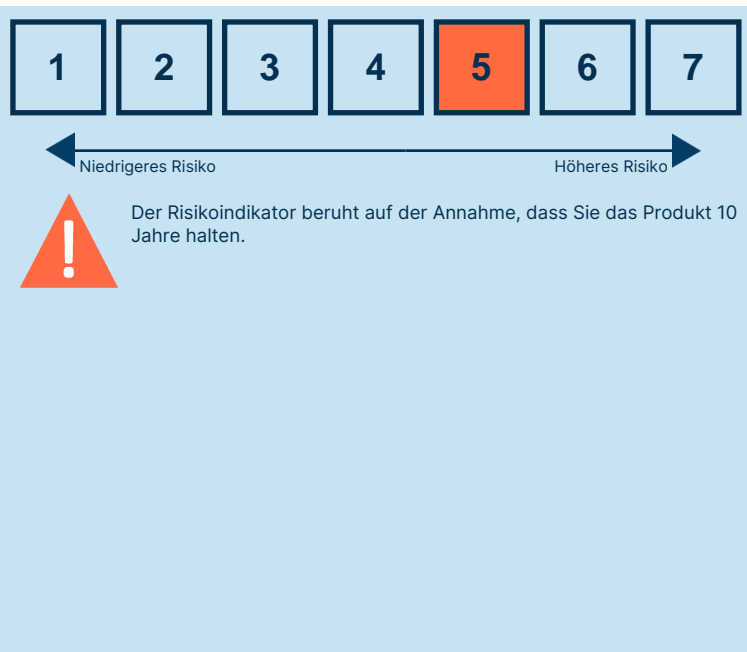 1 2 3 4 5 6 7
Niedrigeres Risiko Höheres Risiko
!
Der Risikoindikator beruht auf der Annahme, dass Sie das Produkt 10
Jahre halten.